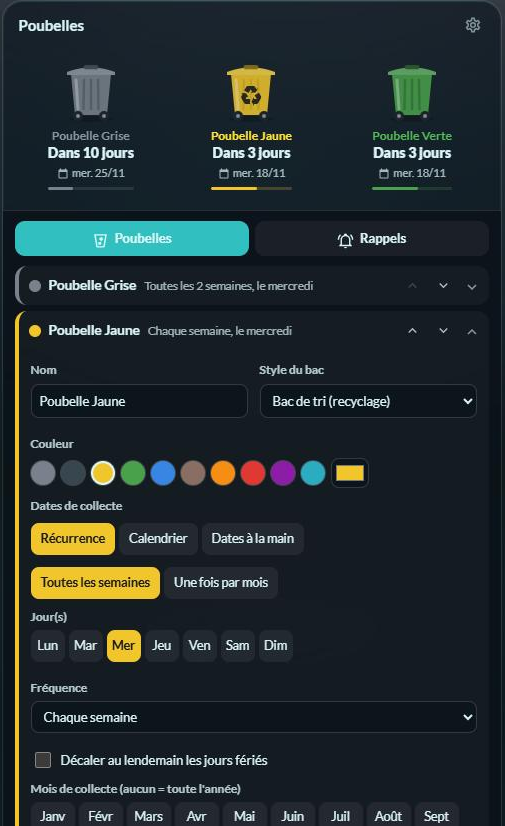 Poubelles
Poubelle Grise Poubelle Jaune Poubelle Verte
Dans 10 jours Dans 3 jours Dans 3 jours
mer. 25/11 mer. 18/11 mer. 18/11
Poubelles Rappels
Poubelle Grise Toutes les 2 semaines, le mercredi
Poubelle Jaune Chaque semaine, le mercredi
Nom Style du bac
Poubelle Jaune Bac de tri (recyclage)
Couleur
Dates de collecte
Récurrence Calendrier Dates à la main
Toutes les semaines Une fois par mois
Jour(s)
Lun Mar Mer Jeu Ven Sam Dim
Fréquence
Chaque semaine
Décaler au lendemain les jours fériés
Mois de collecte (aucun = toute l'année)
Janv Févr Mars Avr Mai Juin Juil Août Sept